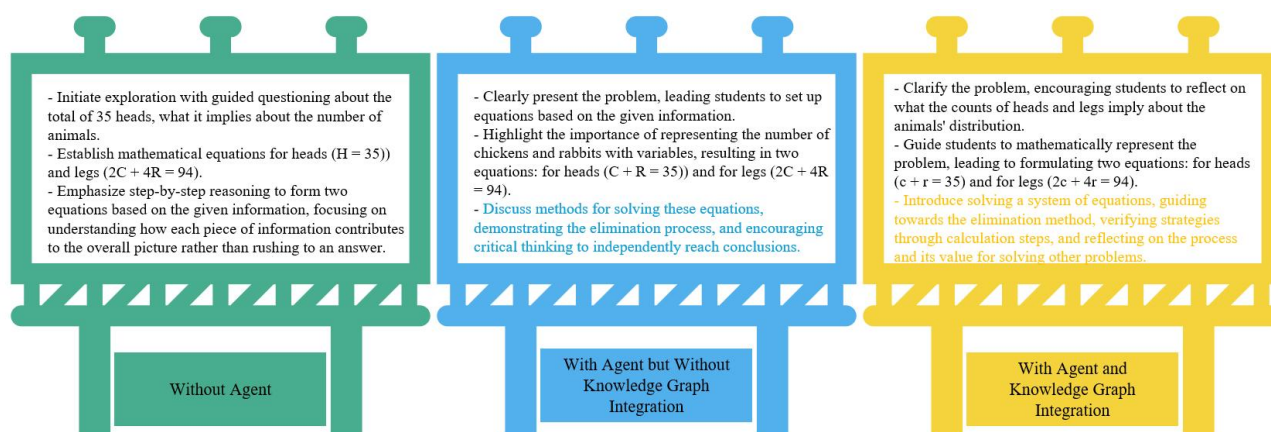 - Initiate exploration with guided questioning about the
total of 35 heads, what it implies about the number of
animals.
- Establish mathematical equations for heads (H = 35))
and legs (2C + 4R = 94).
- Emphasize step-by-step reasoning to form two
equations based on the given information, focusing on
understanding how each piece of information contributes
to the overall picture rather than rushing to an answer.
Without Agent
- Clearly present the problem, leading students to set up
equations based on the given information.
- Highlight the importance of representing the number of
chickens and rabbits with variables, resulting in two
equations: for heads (C + R = 35)) and for legs (2C + 4R
= 94).
- Discuss methods for solving these equations,
demonstrating the elimination process, and encouraging
critical thinking to independently reach conclusions.
With Agent but Without
Knowledge Graph
Integration
- Clarify the problem, encouraging students to reflect on
what the counts of heads and legs imply about the
animals' distribution.
- Guide students to mathematically represent the
problem, leading to formulating two equations: for heads
(c + r = 35) and for legs (2c + 4r = 94).
- Introduce solving a system of equations, guiding
towards the elimination method, verifying strategies
through calculation steps, and reflecting on the process
and its value for solving other problems.
With Agent and
Knowledge Graph
Integration